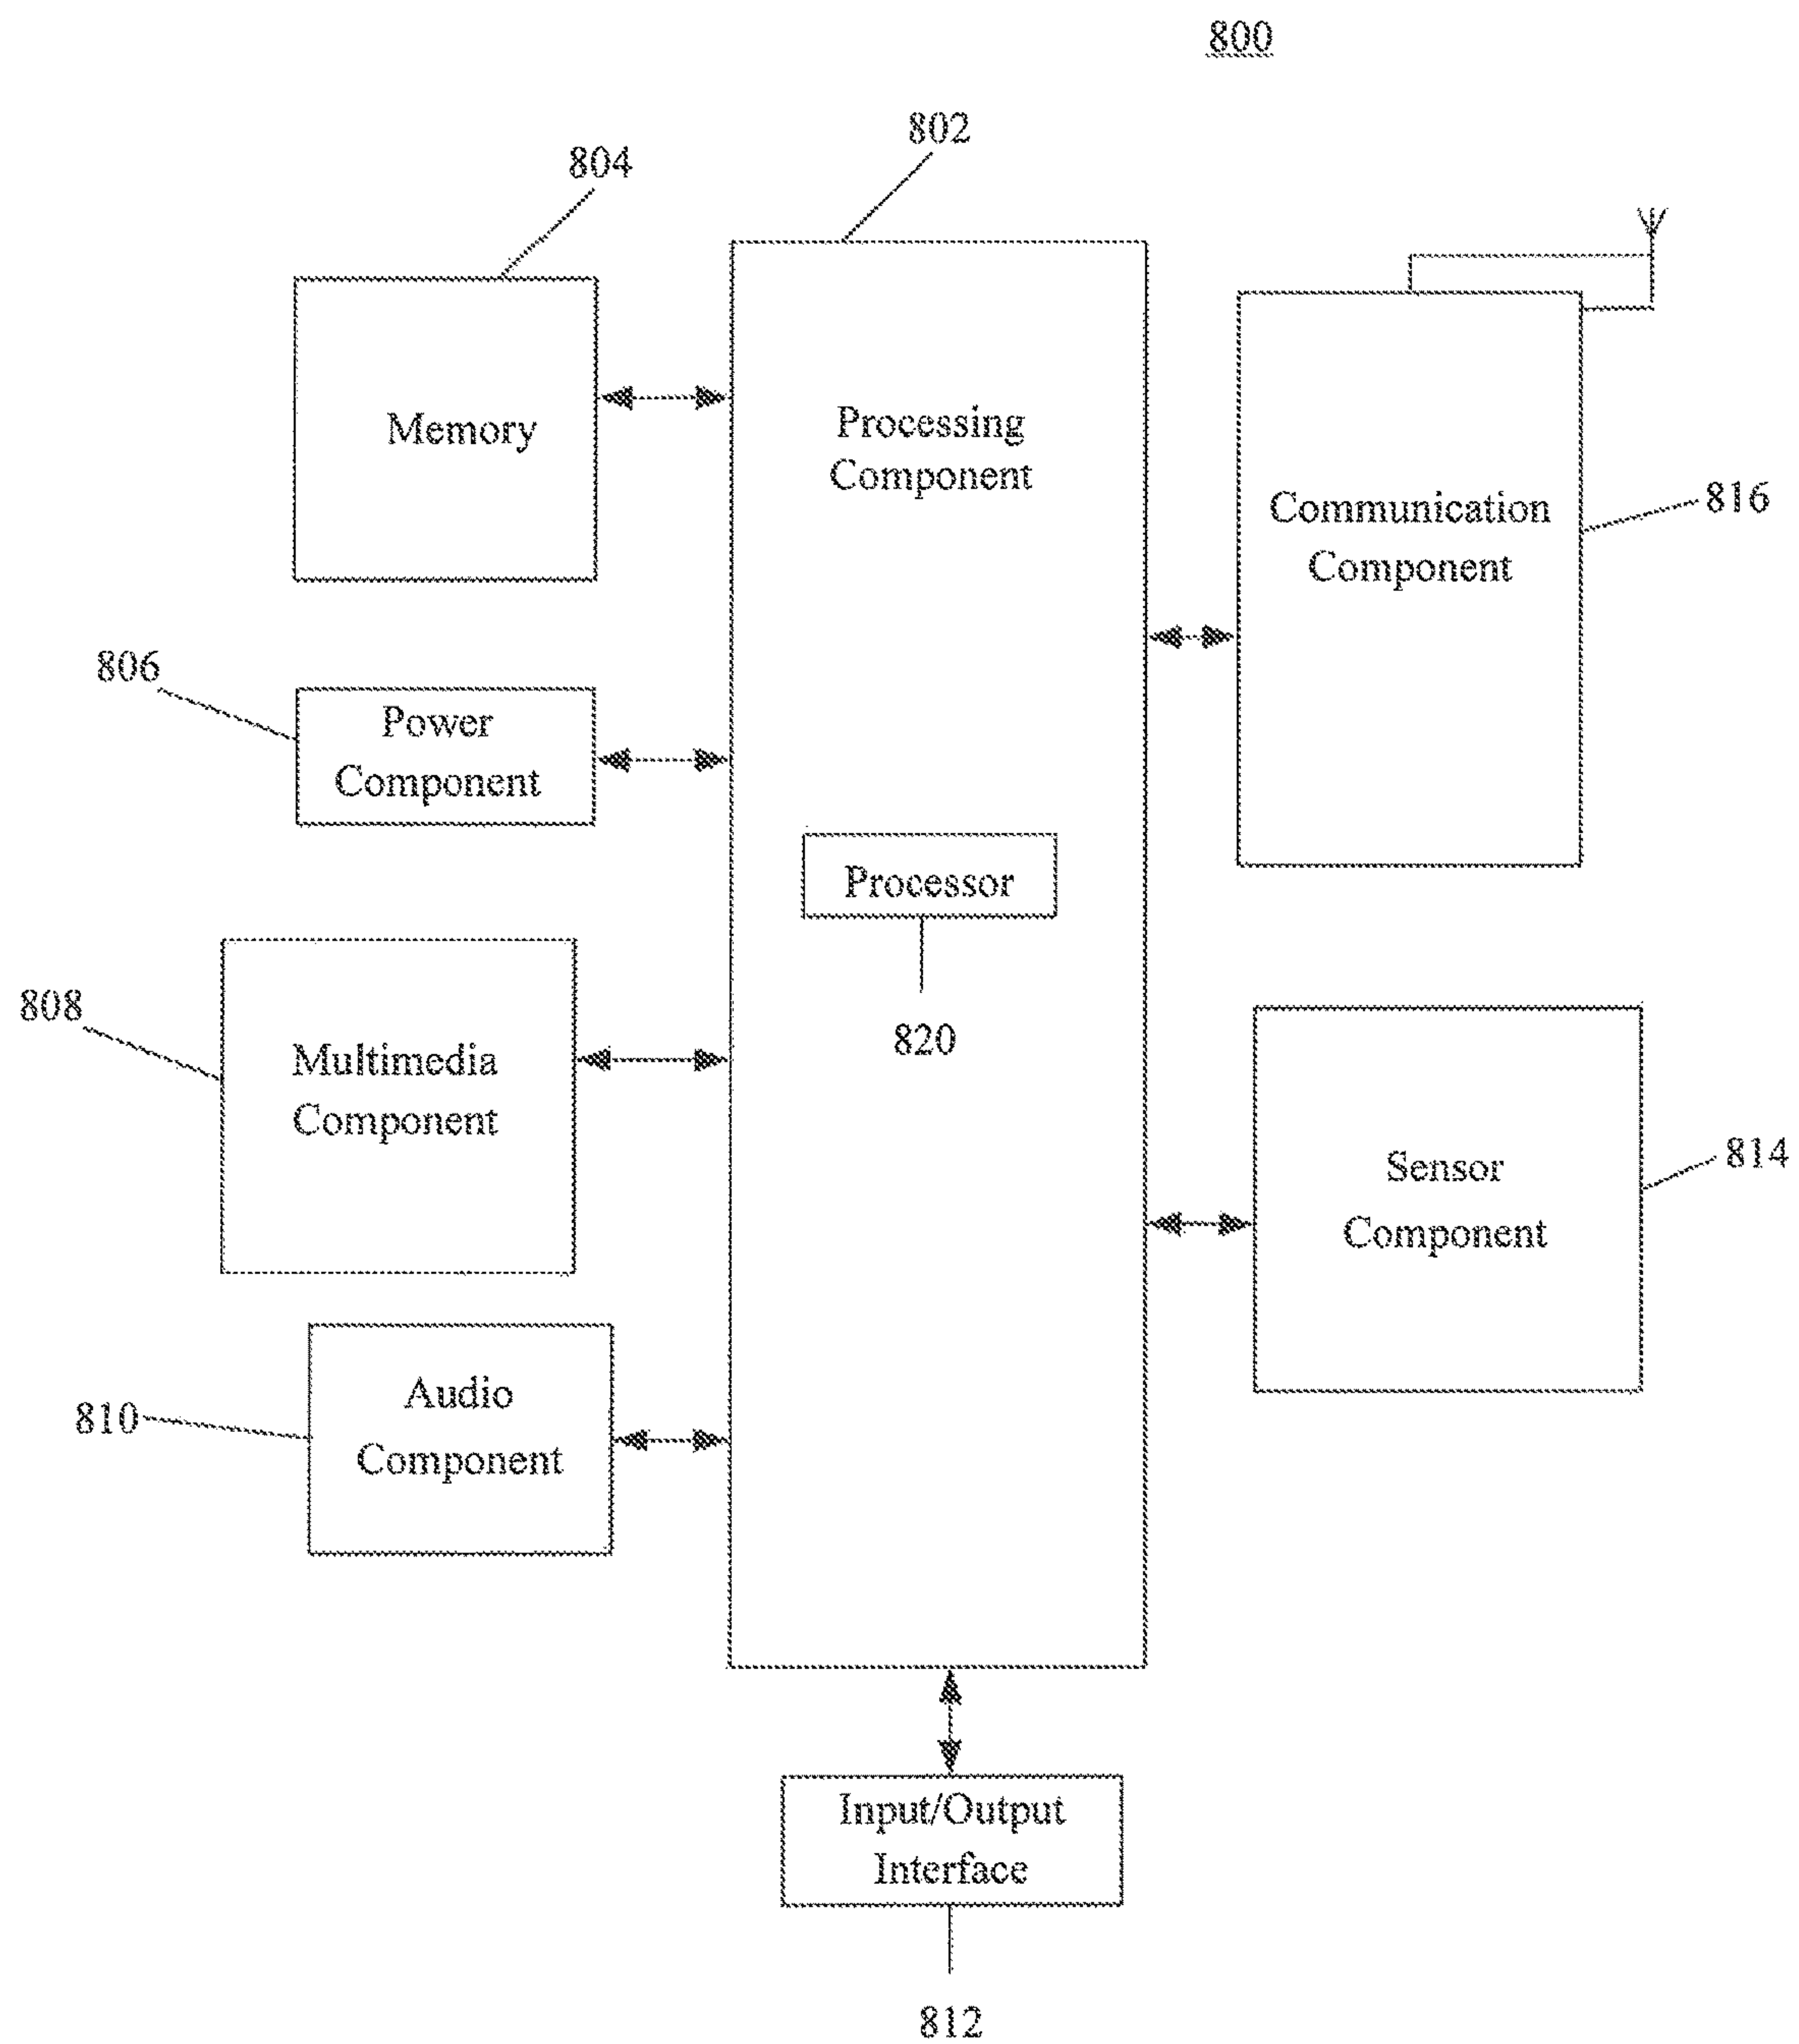 800
802
804
Memory
Processing
Component
Communication
Component
816
806
Power
Component
Processor
820
808
Multimedia
Component
Sensor
Component
814
810
Audio
Component
Input/Output
Interface
812